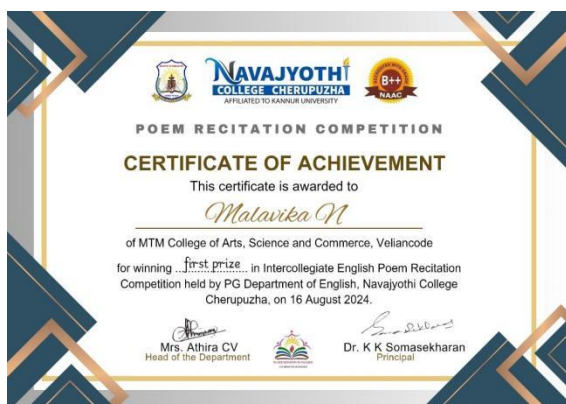 NAVAJYOTHI
COLLEGE CHERUPUZHA
AFFILIATED TO KANNUR UNIVERSITY
B++
NAAC
POEM RECITATION COMPETITION
CERTIFICATE OF ACHIEVEMENT
This certificate is awarded to
Malavika N
of MTM College of Arts, Science and Commerce, Veliancode
for winning ...first prize... in Intercollegiate English Poem Recitation
Competition held by PG Department of English, Navajyothi College
Cherupuzha, on 16 August 2024.
Mrs. Athira CV
Head of the Department
Dr. K K Somasekharan
Principal